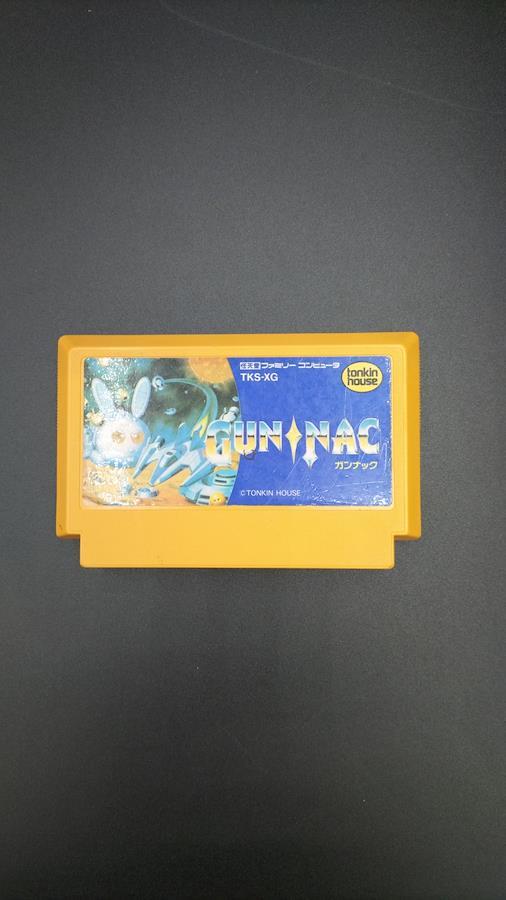 任天堂 ファミリー コンピュータ
TKS-XG
tonkin
house
GUN NAC
ガンナック
© TONKIN HOUSE